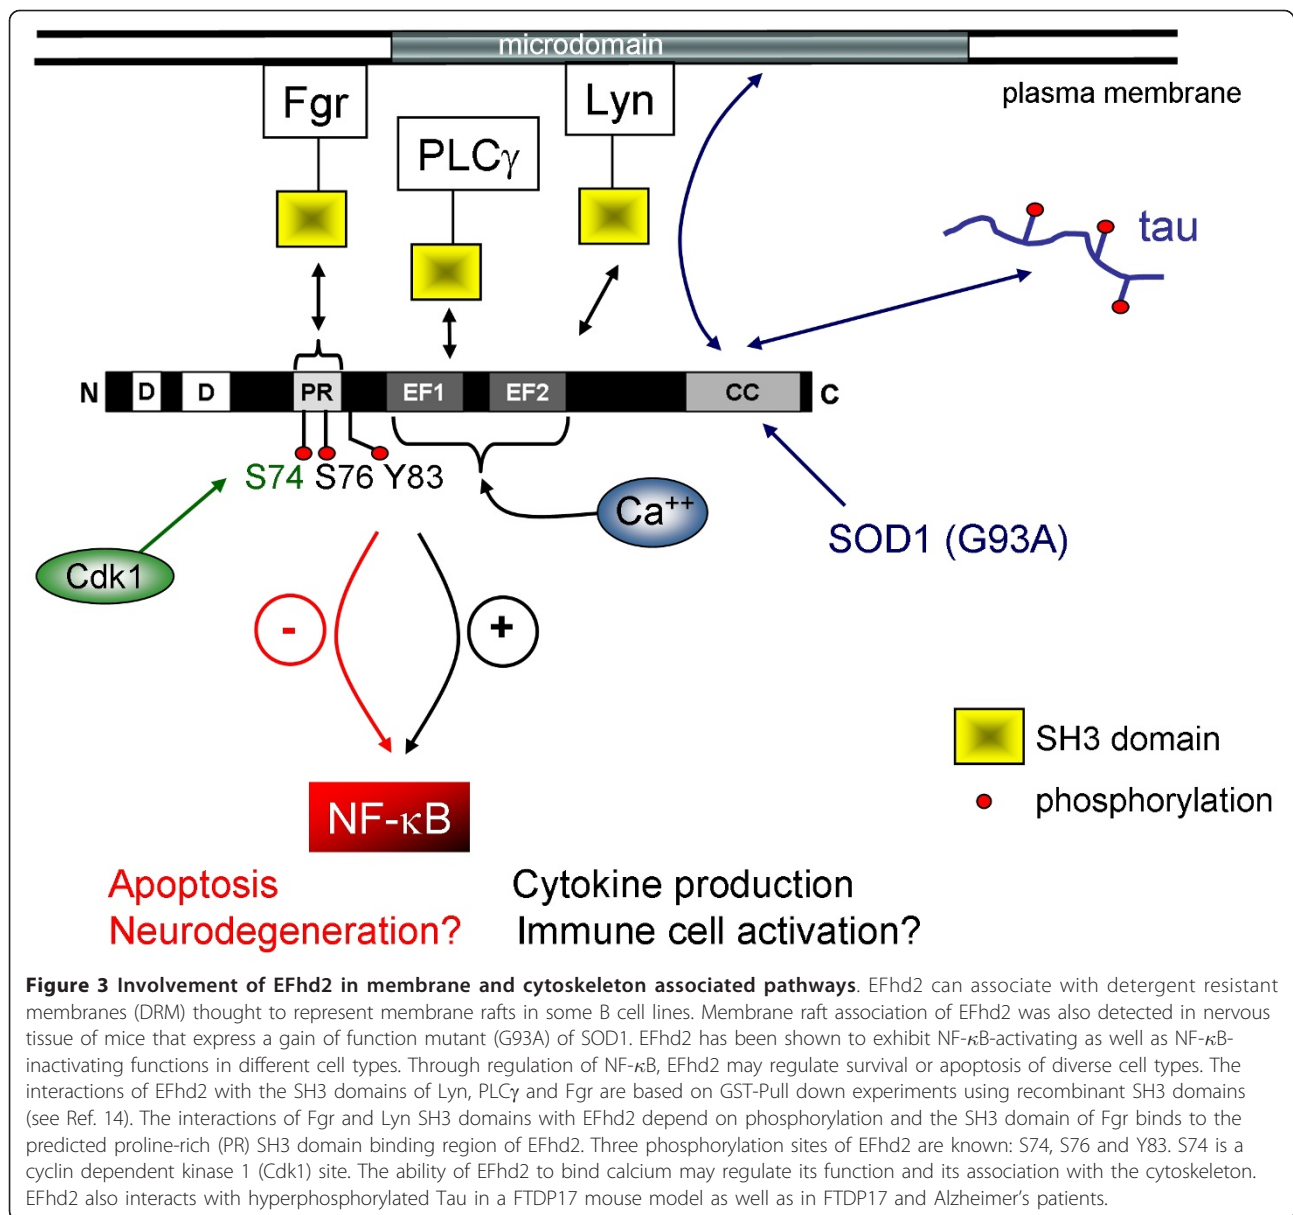 microdomain
plasma membrane
Fgr
PLCγ
Lyn
tau
N D D PR EF1 EF2 CC C
S74 S76 Y83
Ca++
SOD1 (G93A)
Cdk1
- +
SH3 domain
phosphorylation
NF-κB
Apoptosis
Neurodegeneration?
Cytokine production
Immune cell activation?
Figure 3 Involvement of EFhd2 in membrane and cytoskeleton associated pathways. EFhd2 can associate with detergent resistant
membranes (DRM) thought to represent membrane rafts in some B cell lines. Membrane raft association of EFhd2 was also detected in nervous
tissue of mice that express a gain of function mutant (G93A) of SOD1. EFhd2 has been shown to exhibit NF-κB-activating as well as NF-κB-
inactivating functions in different cell types. Through regulation of NF-κB, EFhd2 may regulate survival or apoptosis of diverse cell types. The
interactions of EFhd2 with the SH3 domains of Lyn, PLCγ and Fgr are based on GST-Pull down experiments using recombinant SH3 domains
(see Ref. 14). The interactions of Fgr and Lyn SH3 domains with EFhd2 depend on phosphorylation and the SH3 domain of Fgr binds to the
predicted proline-rich (PR) SH3 domain binding region of EFhd2. Three phosphorylation sites of EFhd2 are known: S74, S76 and Y83. S74 is a
cyclin dependent kinase 1 (Cdk1) site. The ability of EFhd2 to bind calcium may regulate its function and its association with the cytoskeleton.
EFhd2 also interacts with hyperphosphorylated Tau in a FTDP17 mouse model as well as in FTDP17 and Alzheimer's patients.